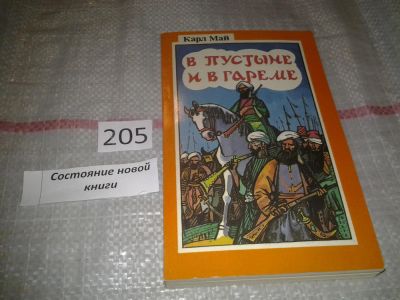 Карл Май
В ПУСТЫНЕ
И В ГАРЕМЕ
205
Состояние новой
книги